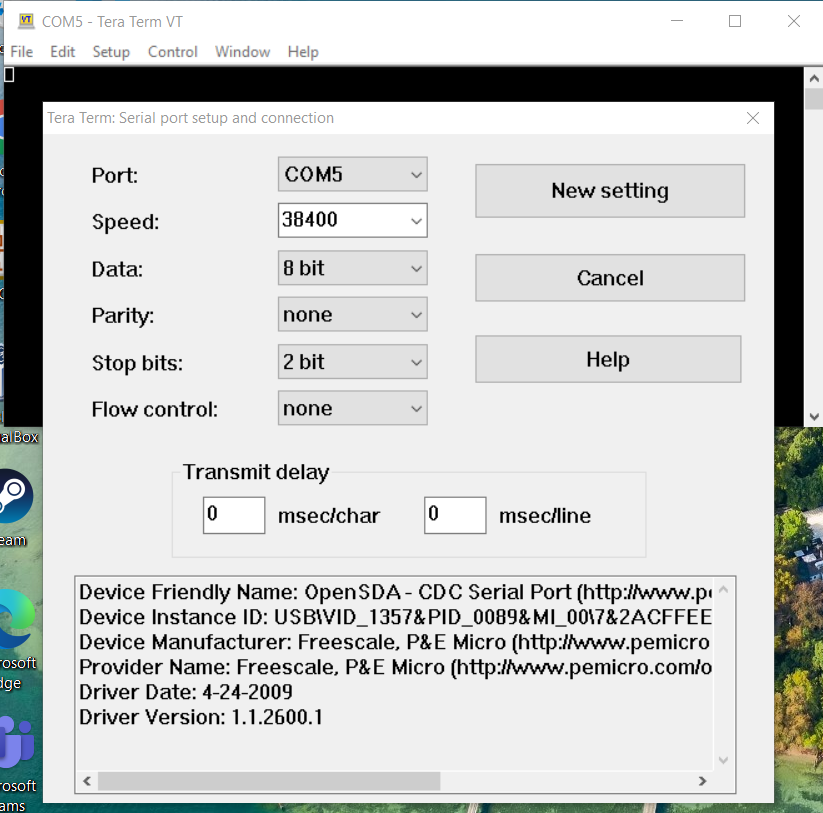 COM5 - Tera Term VT
File Edit Setup Control Window Help
Tera Term: Serial port setup and connection
Port: COM5
New setting
Speed: 38400
Data: 8 bit
Cancel
Parity: none
Stop bits: 2 bit
Help
Flow control: none
Transmit delay
0 msec/char 0 msec/line
Device Friendly Name: OpenSDA - CDC Serial Port (http://www.pe
Device Instance ID: USB\VID_1357&PID_0089&MI_00\7&2ACFFEE
Device Manufacturer: Freescale, P&E Micro (http://www.pemicro
Provider Name: Freescale, P&E Micro (http://www.pemicro.com/o
Driver Date: 4-24-2009
Driver Version: 1.1.2600.1
alBox
eam
rosoft
dge
rosoft
ams